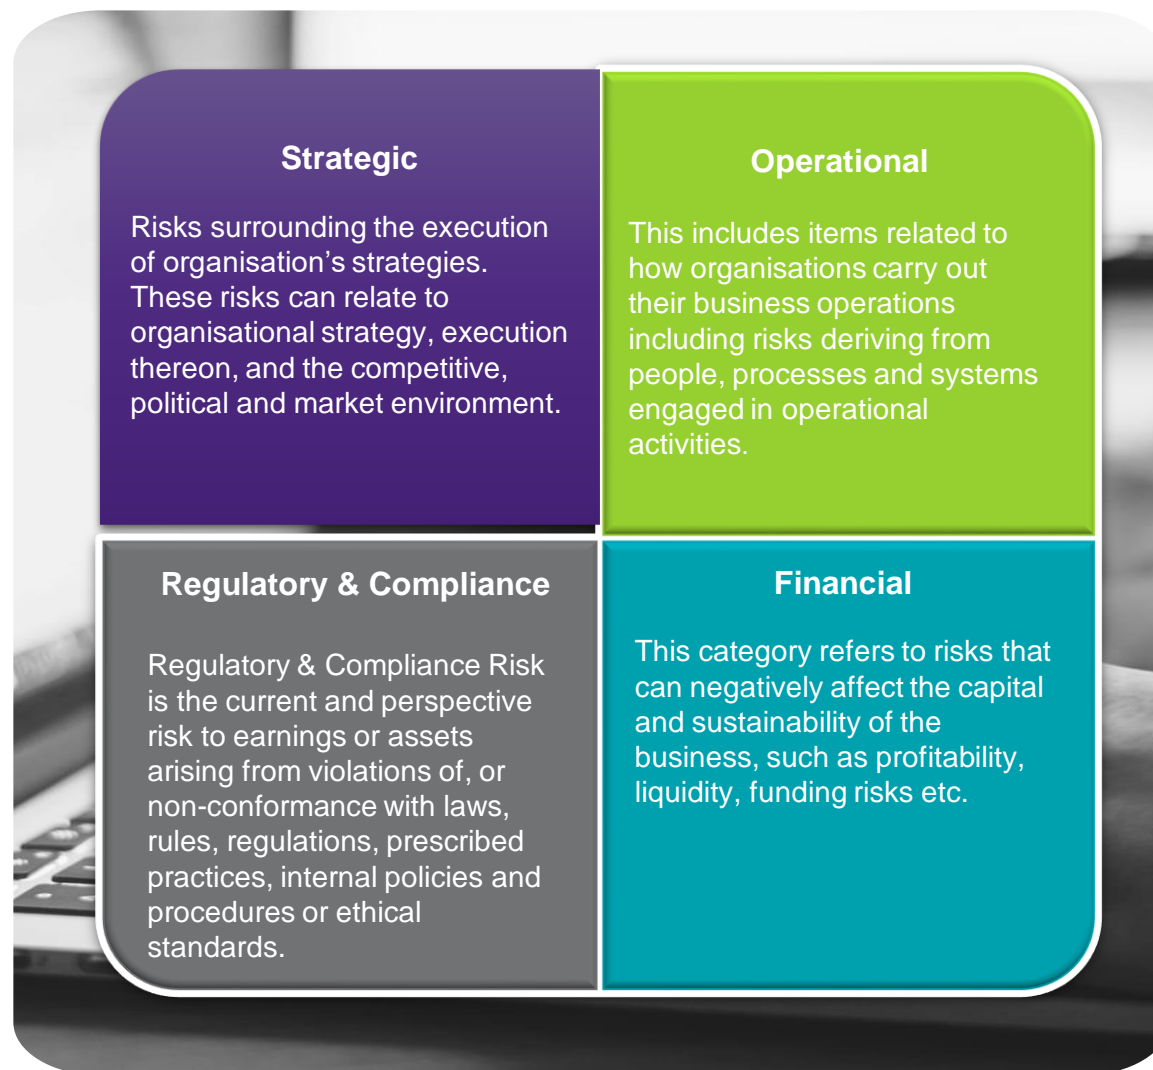 Strategic
Risks surrounding the execution
of organisation’s strategies.
These risks can relate to
organisational strategy, execution
thereon, and the competitive,
political and market environment.
Operational
This includes items related to
how organisations carry out
their business operations
including risks deriving from
people, processes and systems
engaged in operational
activities.
Regulatory & Compliance
Regulatory & Compliance Risk
is the current and perspective
risk to earnings or assets
arising from violations of, or
non-conformance with laws,
rules, regulations, prescribed
practices, internal policies and
procedures or ethical
standards.
Financial
This category refers to risks that
can negatively affect the capital
and sustainability of the
business, such as profitability,
liquidity, funding risks etc.